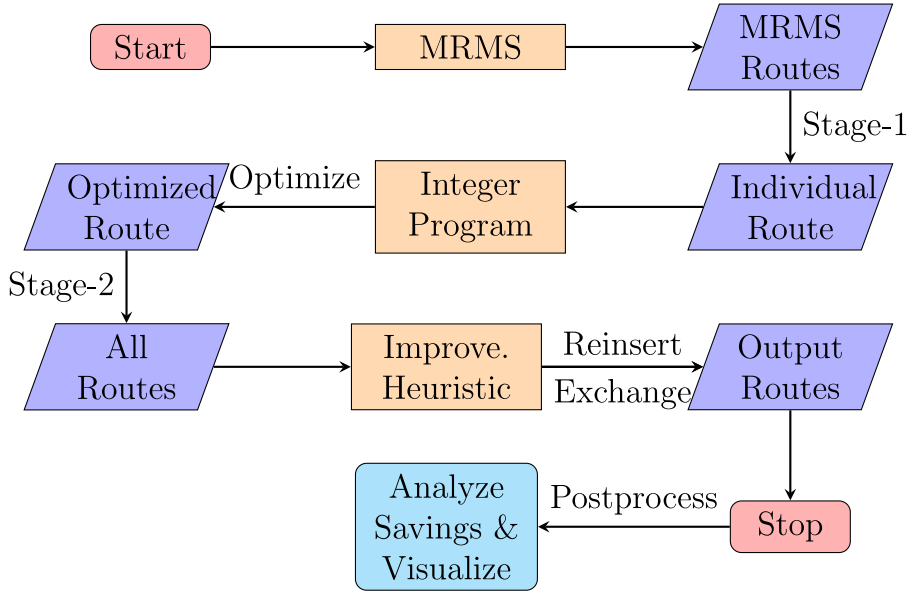 Start
MRMS
MRMS
Routes
Stage-1
Optimized
Route
Optimize
Integer
Program
Individual
Route
Stage-2
All
Routes
Improve.
Heuristic
Reinsert
Exchange
Output
Routes
Analyze
Savings &
Visualize
Postprocess
Stop